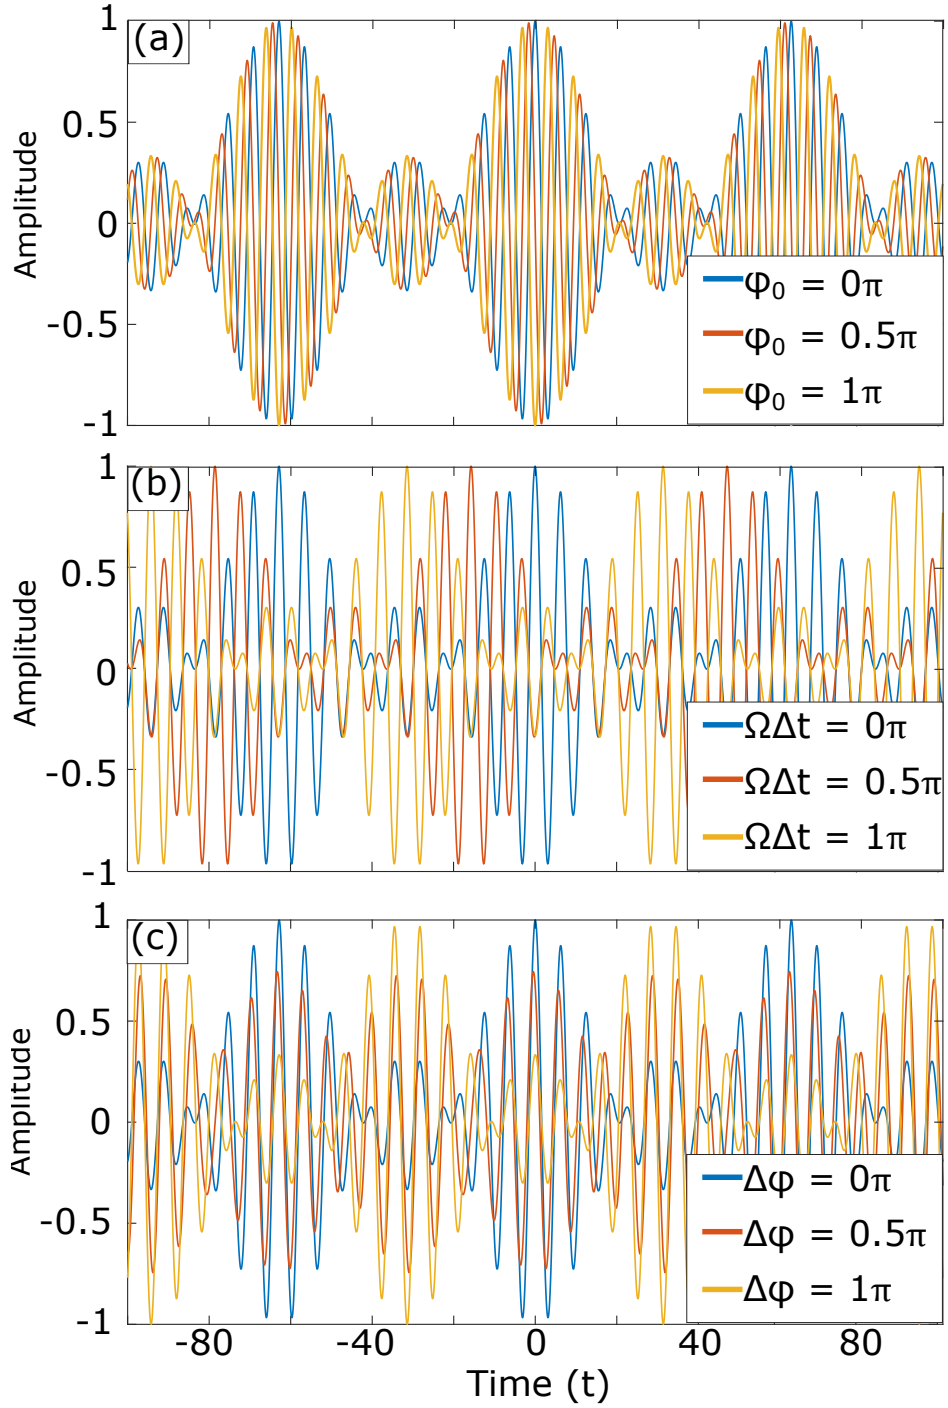 (a)
Amplitude
1
0.5
0
-0.5
-1
φ₀ = 0π
φ₀ = 0.5π
φ₀ = 1π
(b)
Amplitude
1
0.5
0
-0.5
-1
ΩΔt = 0π
ΩΔt = 0.5π
ΩΔt = 1π
(c)
Amplitude
1
0.5
0
-0.5
-1
Δφ = 0π
Δφ = 0.5π
Δφ = 1π
-80 -40 0 40 80
Time (t)